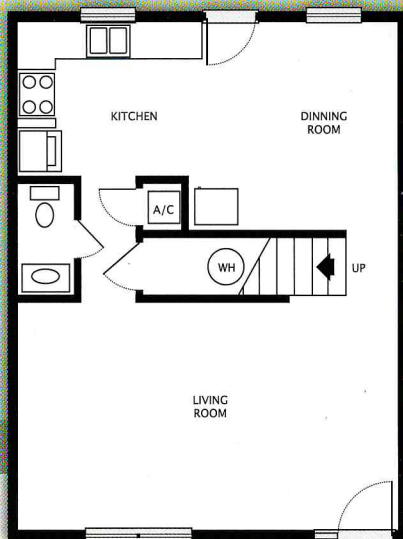 KITCHEN
DINNING
ROOM
A/C
WH
UP
LIVING
ROOM